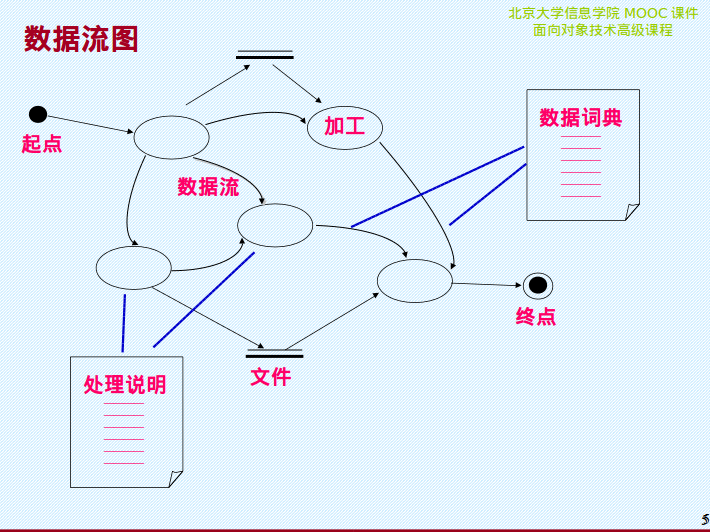 北京大学信息学院 MOOC 课件
面向对象技术高级课程
数据流图
加工
数据词典
起点
数据流
终点
文件
处理说明
5